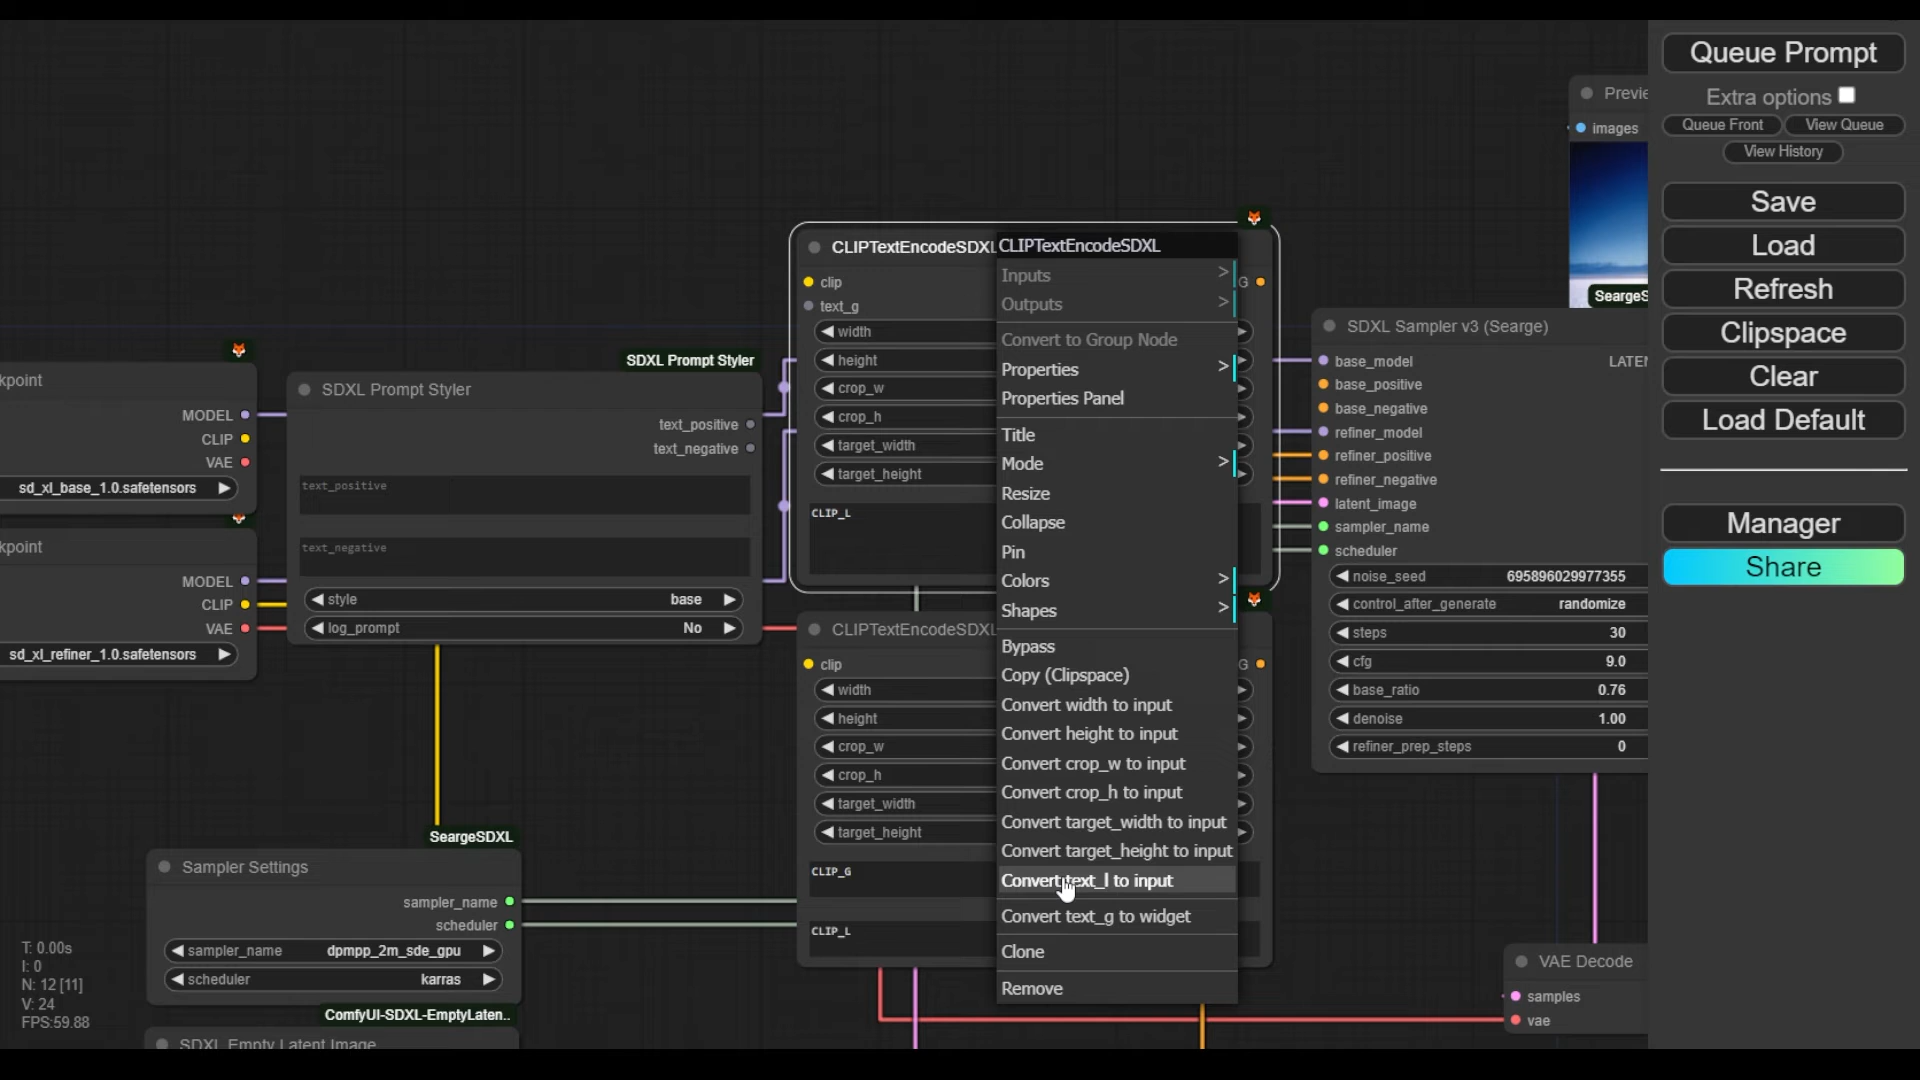 Queue Prompt
Extra options
Queue Front
View Queue
View History
Save
Load
Refresh
Clipspace
Clear
Load Default
Manager
Share
kpoint
MODEL
CLIP
VAE
sd_xl_base_1.0.safetensors
kpoint
MODEL
CLIP
VAE
sd_xl_refiner_1.0.safetensors
SDXL Prompt Styler
SDXL Prompt Styler
text_positive
text_negative
text_positive
text_negative
style base
log_prompt No
SeargeSDXL
Sampler Settings
sampler_name
scheduler
sampler_name dpmpp_2m_sde_gpu
scheduler karras
ComfyUI-SDXL-EmptyLaten..
SDXL Empty Latent Image
T: 0.00s
I: 0
N: 12 [11]
V: 24
FPS:59.88
CLIPTextEncodeSDXL
clip
G
text_g
width
height
crop_w
crop_h
target_width
target_height
CLIP_L
CLIPTextEncodeSDXL
clip
G
width
height
crop_w
crop_h
target_width
target_height
CLIP_G
CLIP_L
CLIPTextEncodeSDXL
Inputs >
Outputs >
Convert to Group Node
Properties >
Properties Panel
Title
Mode >
Resize
Collapse
Pin
Colors >
Shapes >
Bypass
Copy (Clipspace)
Convert width to input
Convert height to input
Convert crop_w to input
Convert crop_h to input
Convert target_width to input
Convert target_height to input
Convert text_l to input
Convert text_g to widget
Clone
Remove
Previe
images
SeargeS
SDXL Sampler v3 (Searge)
base_model LATEN
base_positive
base_negative
refiner_model
refiner_positive
refiner_negative
latent_image
sampler_name
scheduler
noise_seed 695896029977355
control_after_generate randomize
steps 30
cfg 9.0
base_ratio 0.76
denoise 1.00
refiner_prep_steps 0
VAE Decode
samples
vae